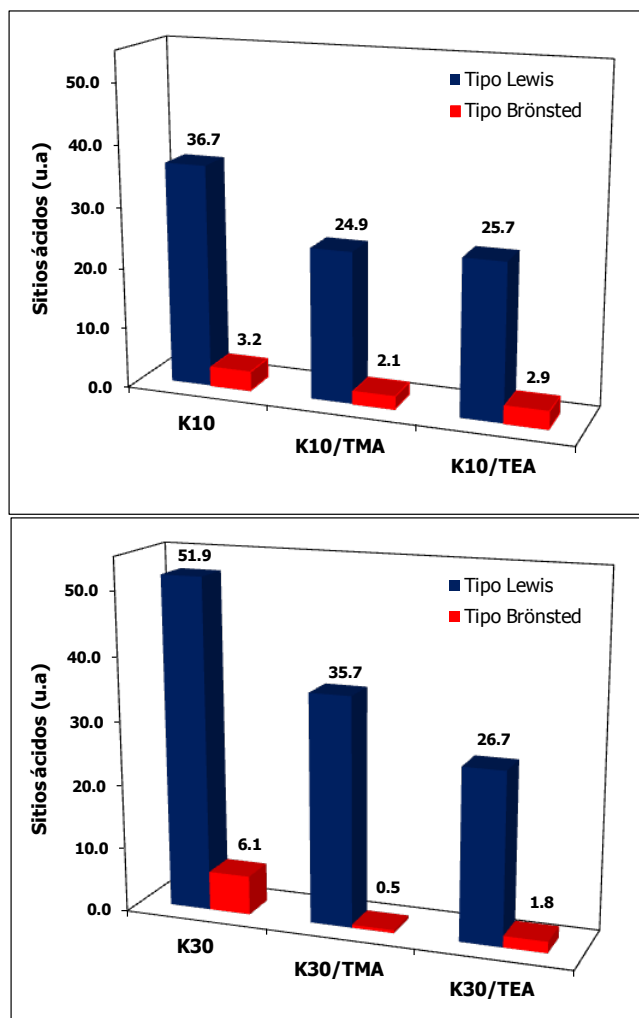 50.0
40.0
30.0
20.0
10.0
0.0
Sitios ácidos (u.a)
Tipo Lewis
Tipo Brönsted
36.7
3.2
24.9
2.1
25.7
2.9
K10
K10/TMA
K10/TEA
50.0
40.0
30.0
20.0
10.0
0.0
Sitios ácidos (u.a)
Tipo Lewis
Tipo Brönsted
51.9
6.1
35.7
0.5
26.7
1.8
K30
K30/TMA
K30/TEA